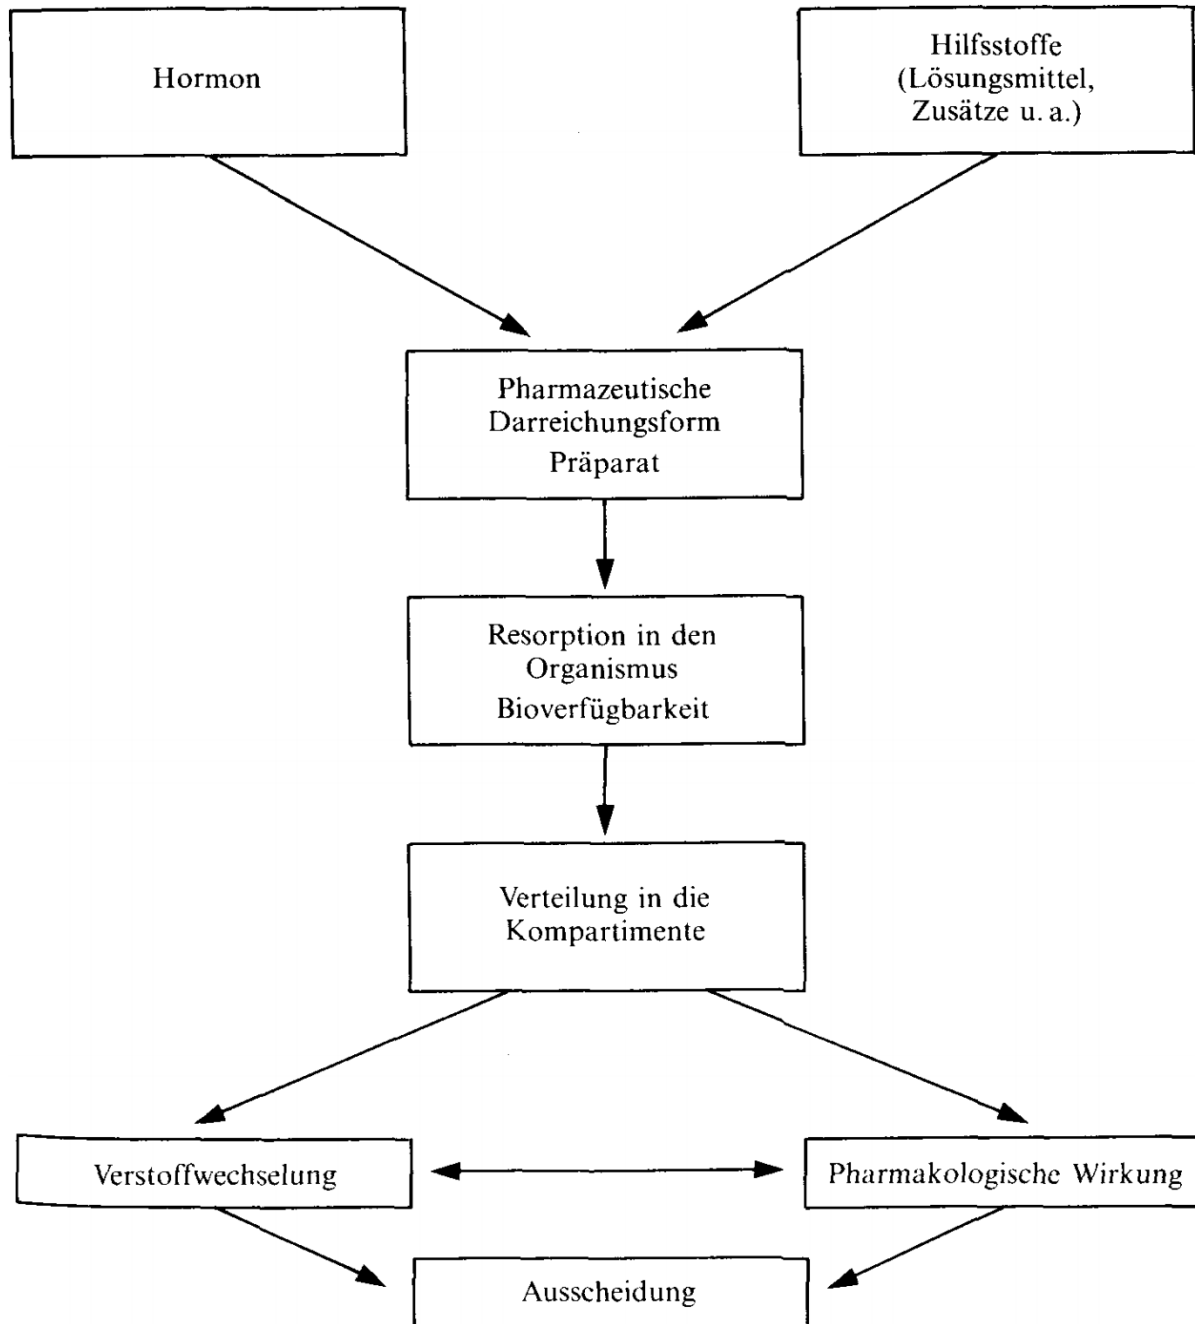 Hormon
Hilfsstoffe
(Lösungsmittel,
Zusätze u. a.)
Pharmazeutische
Darreichungsform
Präparat
Resorption in den
Organismus
Bioverfügbarkeit
Verteilung in die
Kompartimente
Verstoffwechselung
Pharmakologische Wirkung
Ausscheidung